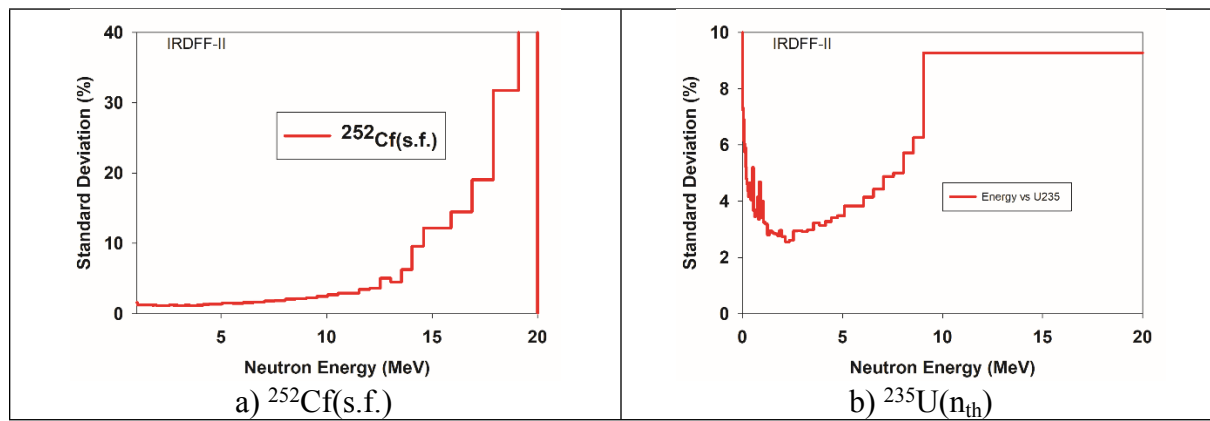 IRDFF-II
40
30
20
10
0
Standard Deviation (%)
²⁵²Cf(s.f.)
5
10
15
20
Neutron Energy (MeV)
a) ²⁵²Cf(s.f.)
IRDFF-II
10
8
6
4
2
0
Standard Deviation (%)
Energy vs U235
0
5
10
15
20
Neutron Energy (MeV)
b) ²³⁵U(nₜₕ)